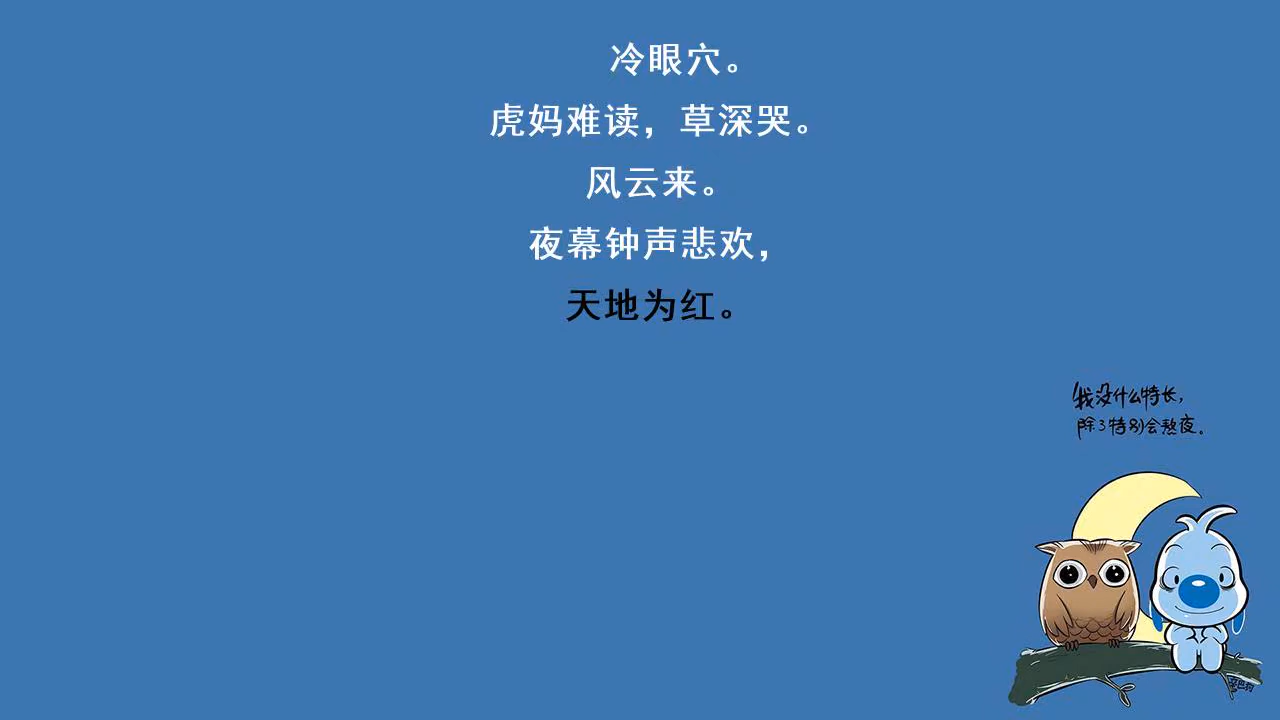 冷眼穴。
虎妈难读，草深哭。
风云来。
夜幕钟声悲欢，
天地为红。
我没什么特长，
除了特别会熬夜。